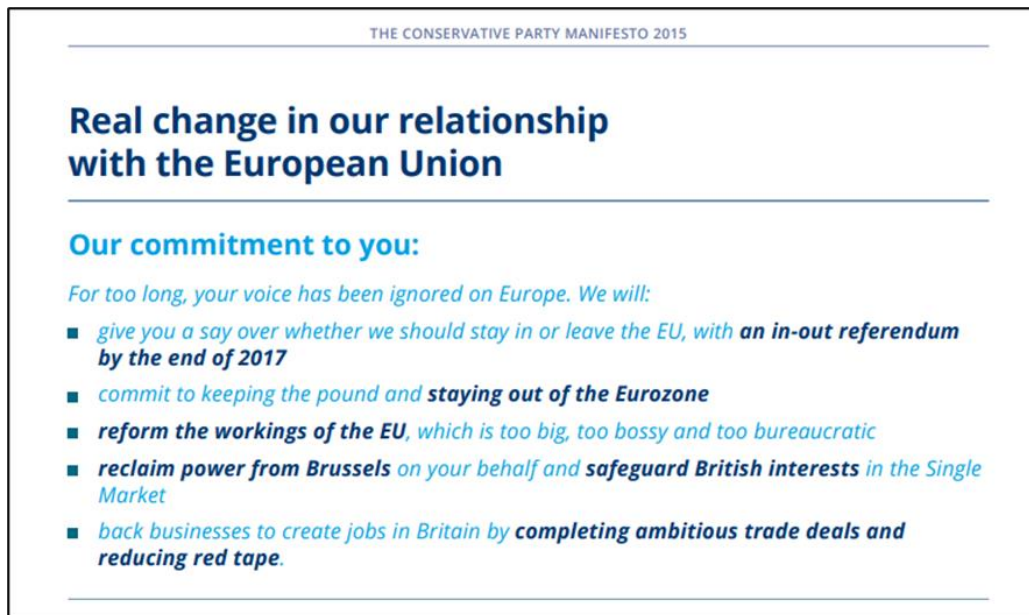 THE CONSERVATIVE PARTY MANIFESTO 2015
Real change in our relationship
with the European Union
Our commitment to you:
For too long, your voice has been ignored on Europe. We will:
■ give you a say over whether we should stay in or leave the EU, with an in-out referendum
by the end of 2017
■ commit to keeping the pound and staying out of the Eurozone
■ reform the workings of the EU, which is too big, too bossy and too bureaucratic
■ reclaim power from Brussels on your behalf and safeguard British interests in the Single
Market
■ back businesses to create jobs in Britain by completing ambitious trade deals and
reducing red tape.